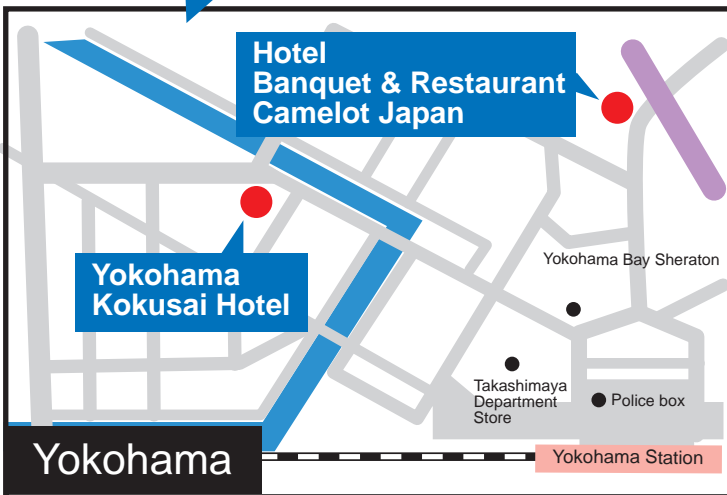 Hotel
Banquet & Restaurant
Camelot Japan
Yokohama
Kokusai Hotel
Yokohama Bay Sheraton
Takashimaya
Department
Store
Police box
Yokohama
Yokohama Station